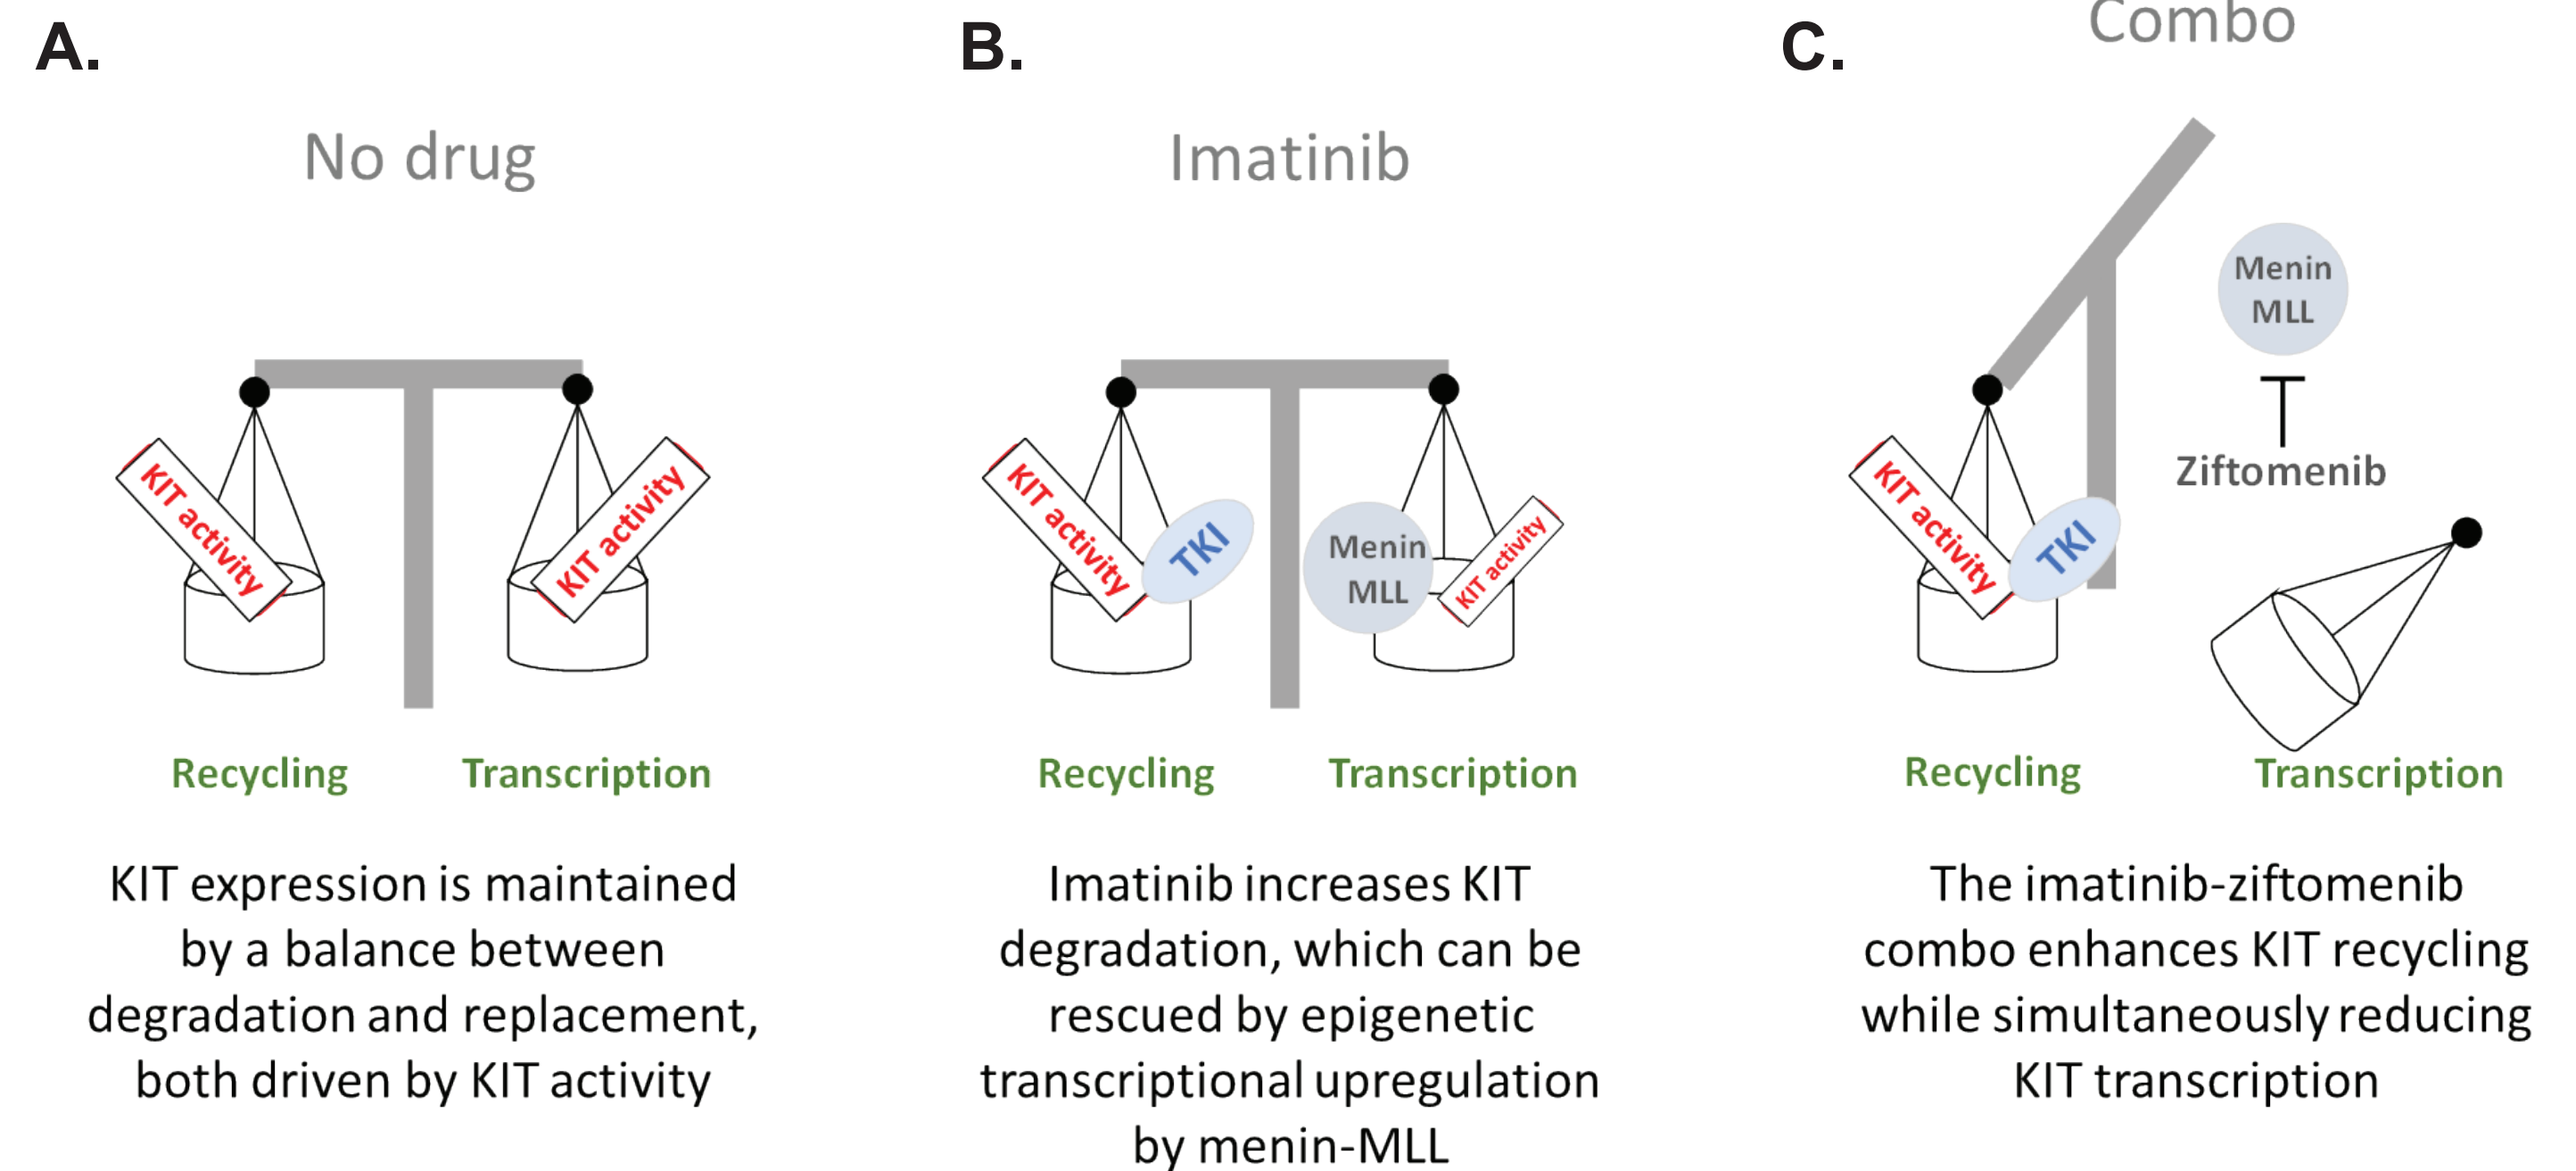 A.
No drug
KIT activity
KIT activity
Recycling
Transcription
KIT expression is maintained
by a balance between
degradation and replacement,
both driven by KIT activity
B.
Imatinib
KIT activity
TKI
Menin
MLL
KIT activity
Recycling
Transcription
Imatinib increases KIT
degradation, which can be
rescued by epigenetic
transcriptional upregulation
by menin-MLL
C.
Combo
Menin
MLL
Ziftomenib
KIT activity
TKI
Recycling
Transcription
The imatinib-ziftomenib
combo enhances KIT recycling
while simultaneously reducing
KIT transcription